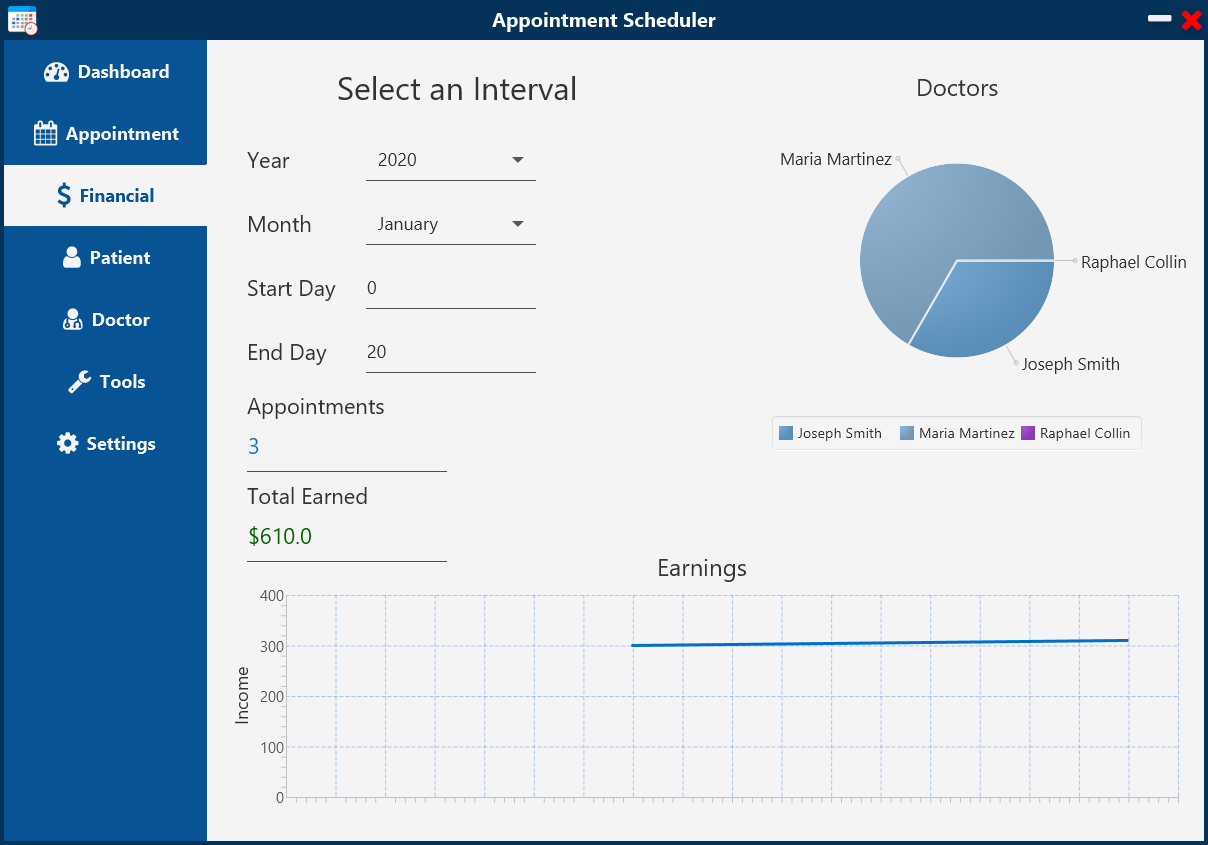 Appointment Scheduler
Dashboard
Appointment
Financial
Patient
Doctor
Tools
Settings
Select an Interval
Year 2020
Month January
Start Day 0
End Day 20
Appointments
3
Total Earned
$610.0
Doctors
Maria Martinez
Raphael Collin
Joseph Smith
Joseph Smith Maria Martinez Raphael Collin
Earnings
Income
400
300
200
100
0